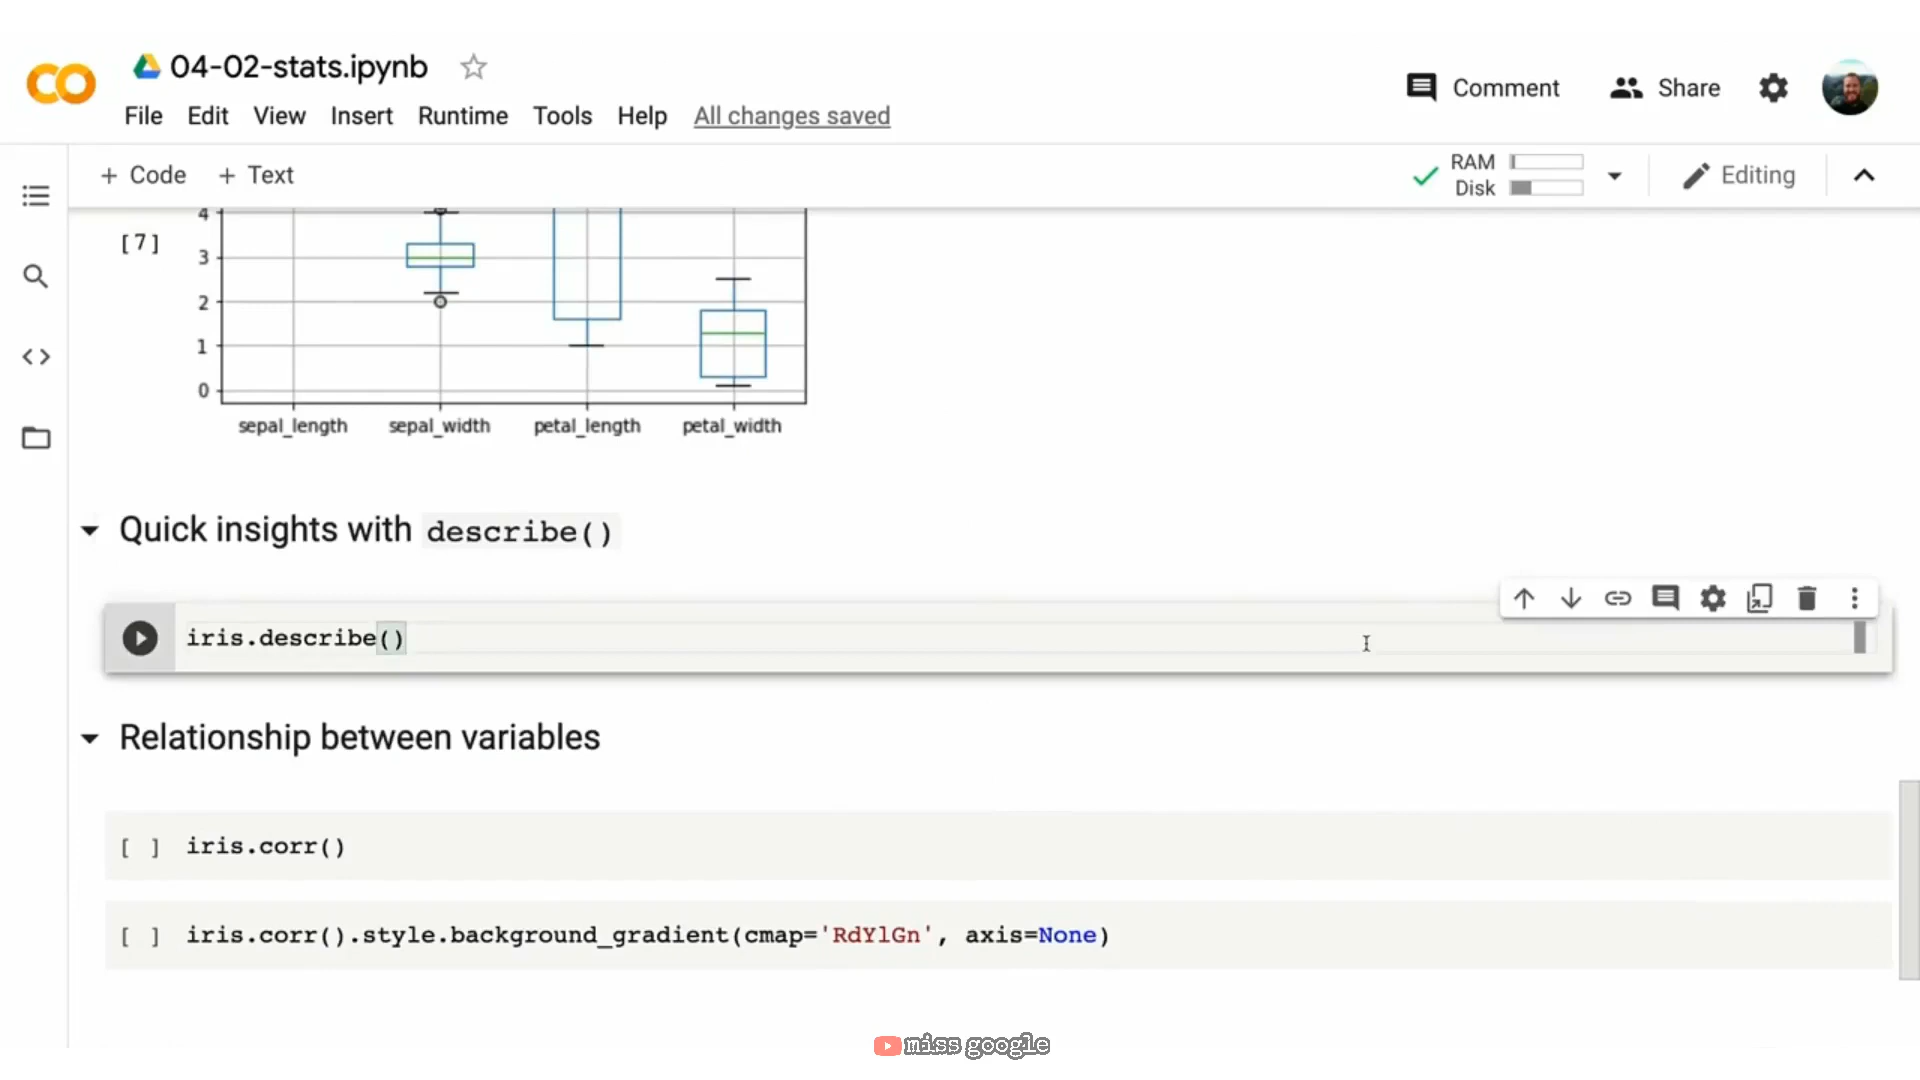 04-02-stats.ipynb
Comment
Share
File Edit View Insert Runtime Tools Help All changes saved
+ Code + Text
RAM
Disk
Editing
[7]
4
3
2
1
0
sepal_length sepal_width petal_length petal_width
Quick insights with describe()
iris.describe()
Relationship between variables
[ ] iris.corr()
[ ] iris.corr().style.background_gradient(cmap='RdYlGn', axis=None)
miss google